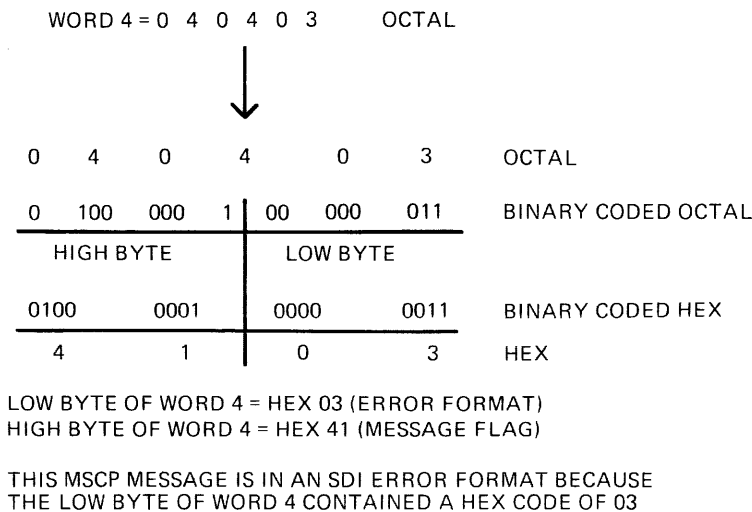 WORD 4 = 0 4 0 4 0 3 OCTAL
0 4 0 4 0 3 OCTAL
0 100 000 1 00 000 011 BINARY CODED OCTAL
HIGH BYTE LOW BYTE
0100 0001 0000 0011 BINARY CODED HEX
4 1 0 3 HEX
LOW BYTE OF WORD 4 = HEX 03 (ERROR FORMAT)
HIGH BYTE OF WORD 4 = HEX 41 (MESSAGE FLAG)
THIS MSCP MESSAGE IS IN AN SDI ERROR FORMAT BECAUSE
THE LOW BYTE OF WORD 4 CONTAINED A HEX CODE OF 03